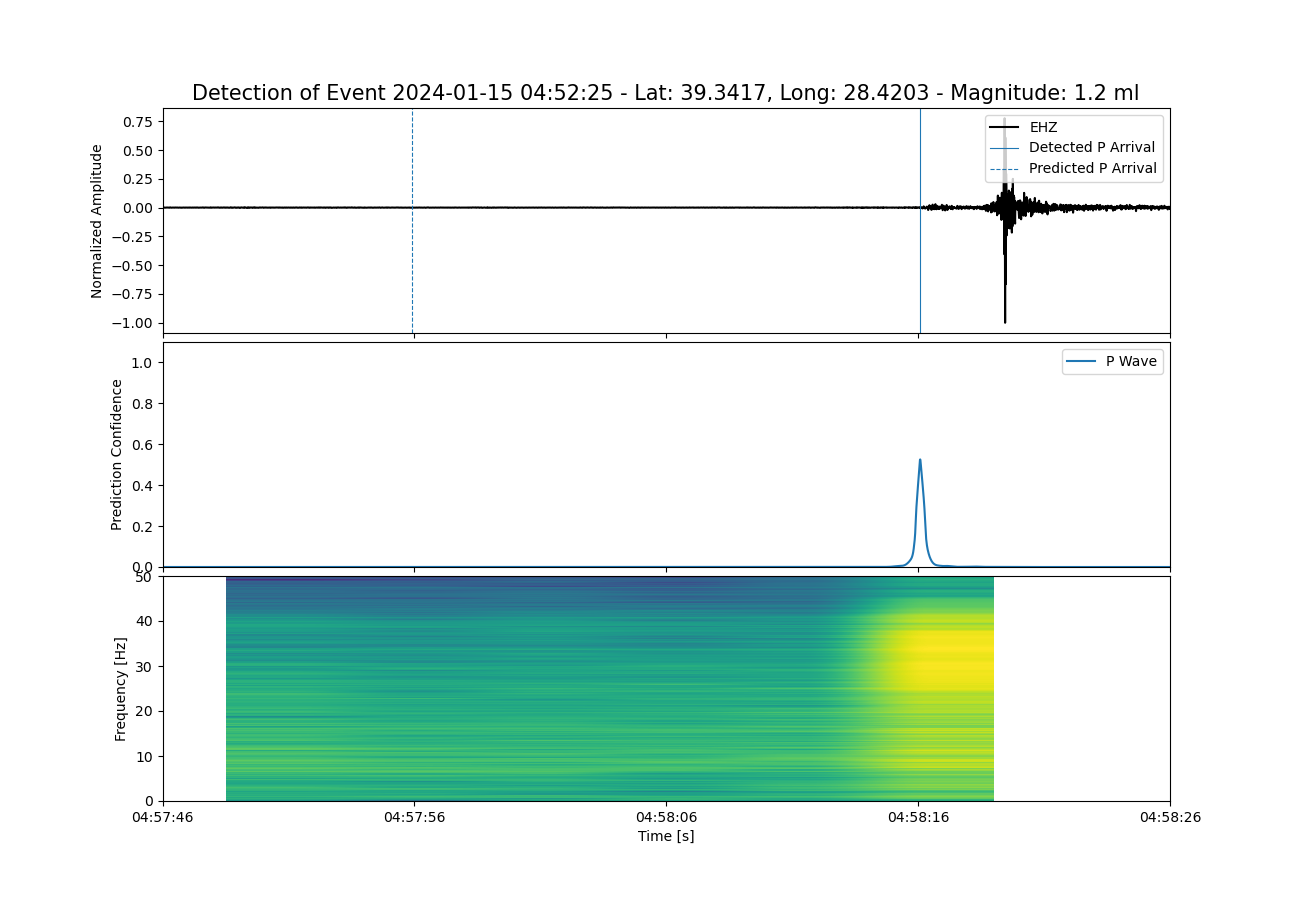 Detection of Event 2024-01-15 04:52:25 - Lat: 39.3417, Long: 28.4203 - Magnitude: 1.2 ml
Normalized Amplitude
0.75
0.50
0.25
0.00
−0.25
−0.50
−0.75
−1.00
EHZ
Detected P Arrival
Predicted P Arrival
Prediction Confidence
1.0
0.8
0.6
0.4
0.2
0.0
P Wave
Frequency [Hz]
50
40
30
20
10
0
04:57:46
04:57:56
04:58:06
04:58:16
04:58:26
Time [s]